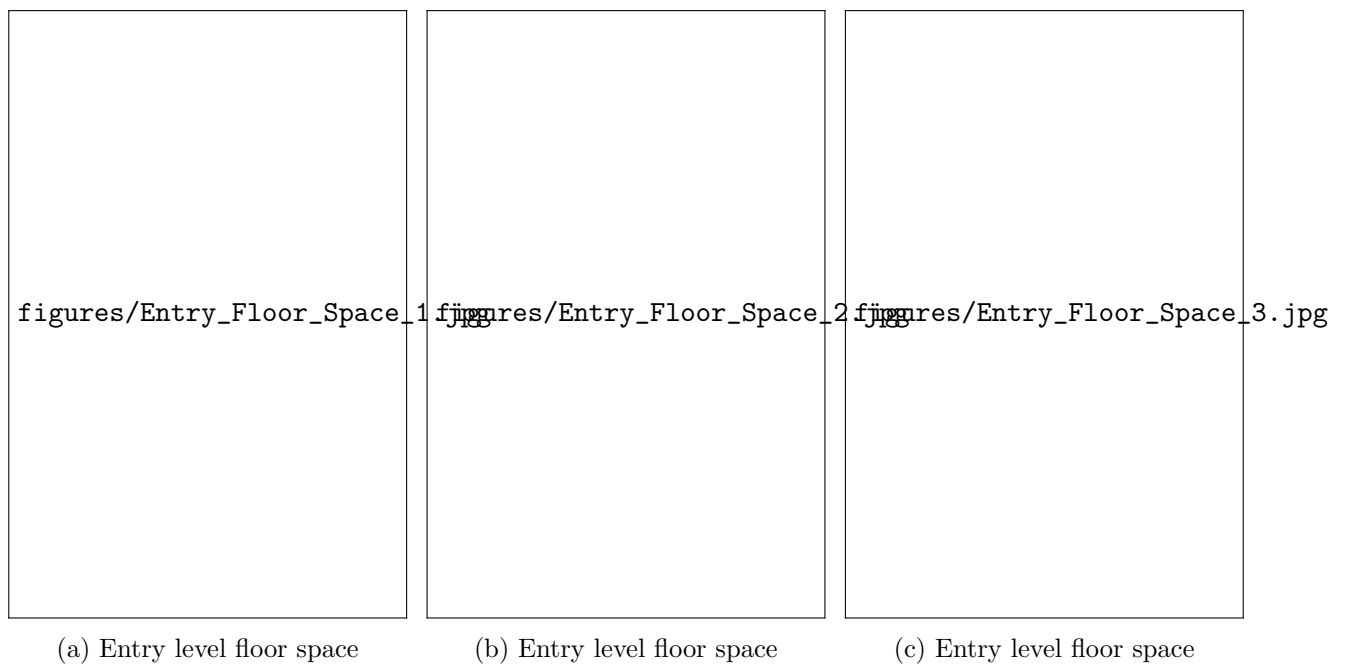 figures/Entry_Floor_Space_1.jpg figures/Entry_Floor_Space_2.jpg figures/Entry_Floor_Space_3.jpg
(a) Entry level floor space (b) Entry level floor space (c) Entry level floor space